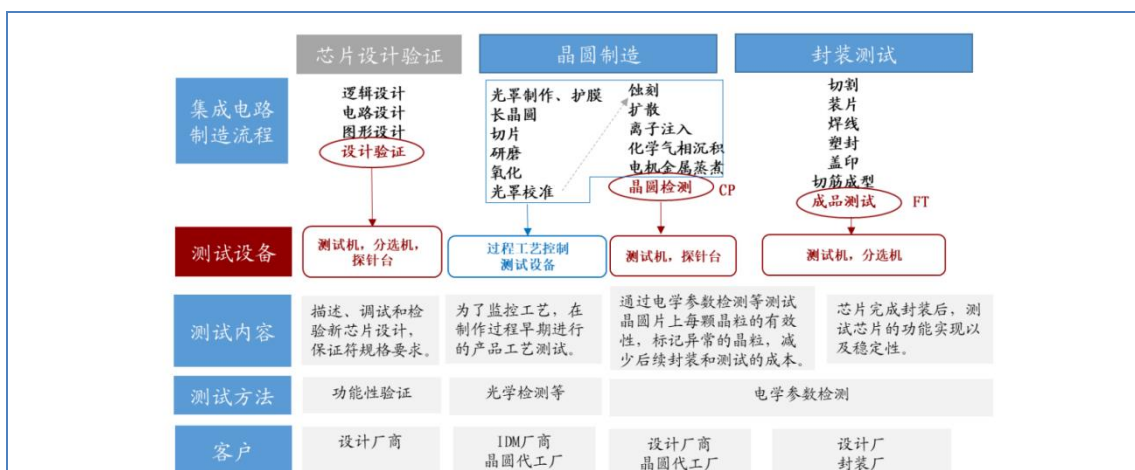 芯片设计验证
晶圆制造
封装测试
集成电路
制造流程
逻辑设计
电路设计
图形设计
设计验证
光罩制作、护膜
长晶圆
切片
研磨
氧化
光罩校准
蚀刻
扩散
离子注入
化学气相沉积
电机金属蒸煮
晶圆检测
CP
切割
装片
焊线
塑封
盖印
切筋成型
成品测试
FT
测试设备
测试机，分选机，
探针台
过程工艺控制
测试设备
测试机，探针台
测试机，分选机
测试内容
描述、调试和检
验新芯片设计，
保证符规格要求。
为了监控工艺，在
制作过程早期进行
的产品工艺测试。
通过电学参数检测等测试
晶圆片上每颗晶粒的有效
性，标记异常的晶粒，减
少后续封装和测试的成本。
芯片完成封装后，测
试芯片的功能实现以
及稳定性。
测试方法
功能性验证
光学检测等
电学参数检测
客户
设计厂商
IDM厂商
晶圆代工厂
设计厂商
晶圆代工厂
设计厂
封装厂